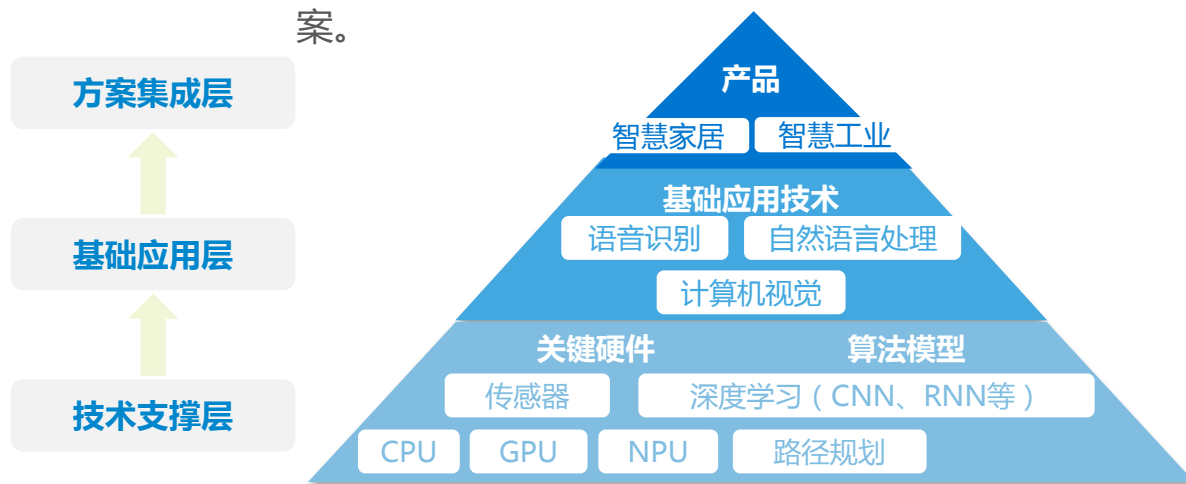 案。
产品
方案集成层
智慧家居 智慧工业
基础应用技术
语音识别 自然语言处理
基础应用层
计算机视觉
关键硬件 算法模型
传感器 深度学习（CNN、RNN等）
技术支撑层
CPU GPU NPU 路径规划